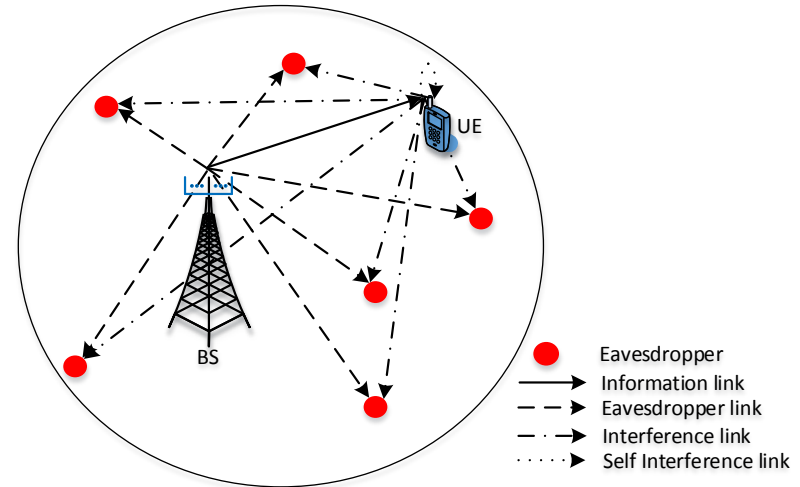 UE
BS
Eavesdropper
Information link
Eavesdropper link
Interference link
Self Interference link